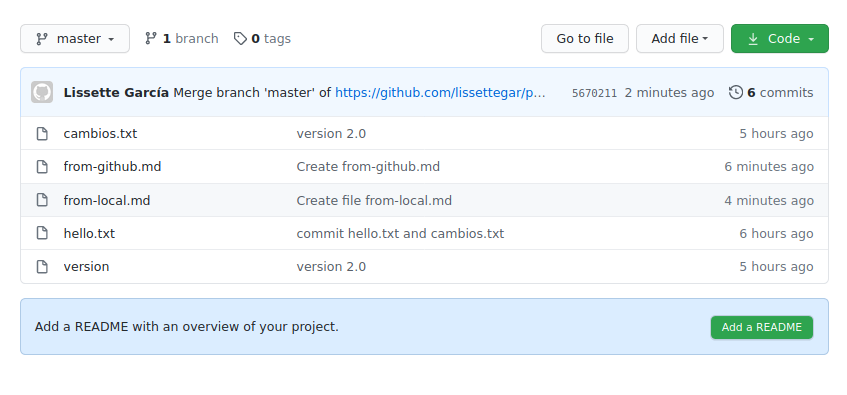 master 1 branch 0 tags Go to file Add file Code
Lissette García Merge branch 'master' of https://github.com/lissettegar/p... 5670211 2 minutes ago 6 commits
cambios.txt version 2.0 5 hours ago
from-github.md Create from-github.md 6 minutes ago
from-local.md Create file from-local.md 4 minutes ago
hello.txt commit hello.txt and cambios.txt 6 hours ago
version version 2.0 5 hours ago
Add a README with an overview of your project. Add a README